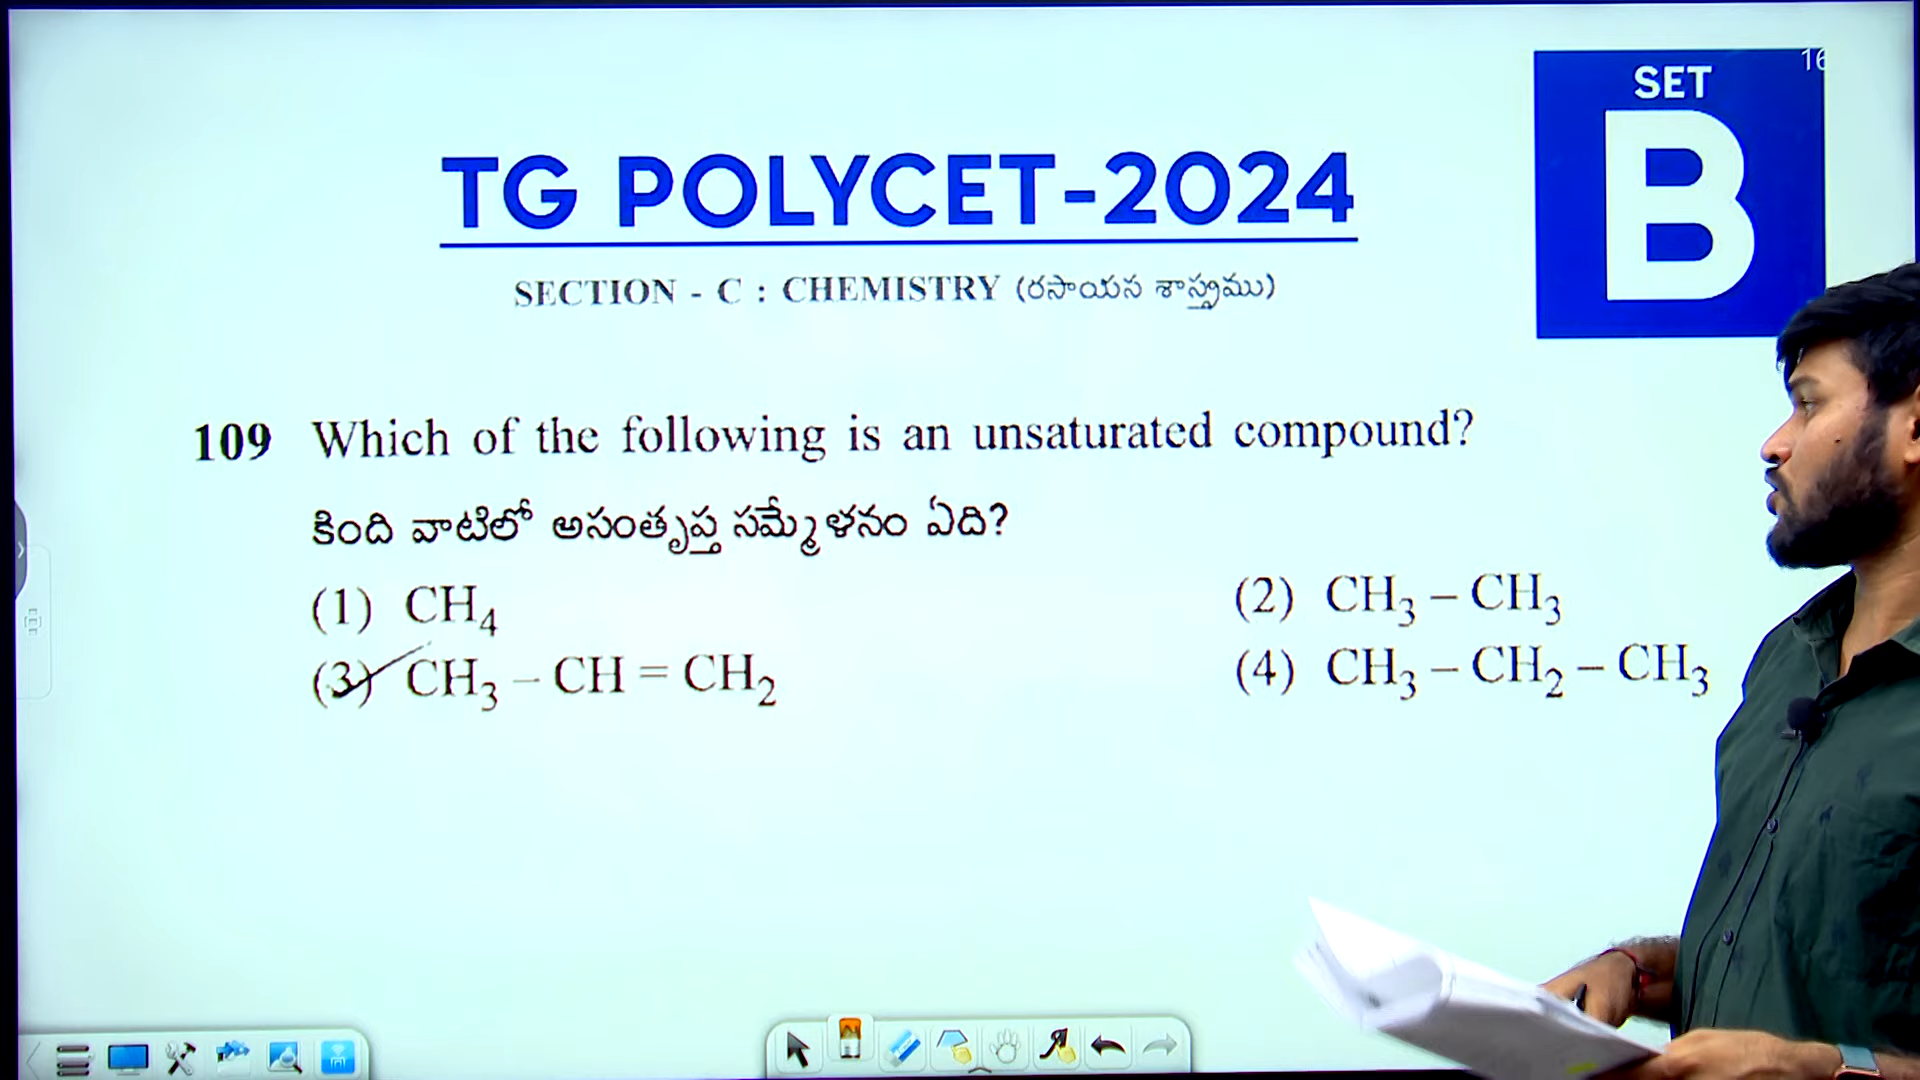 16
SET
B
TG POLYCET-2024
SECTION - C : CHEMISTRY (రసాయన శాస్త్రము)
109 Which of the following is an unsaturated compound?
కింది వాటిలో అసంతృప్త సమ్మేళనం ఏది?
(1) CH₄ (2) CH₃ – CH₃
(3) CH₃ – CH = CH₂ (4) CH₃ – CH₂ – CH₃